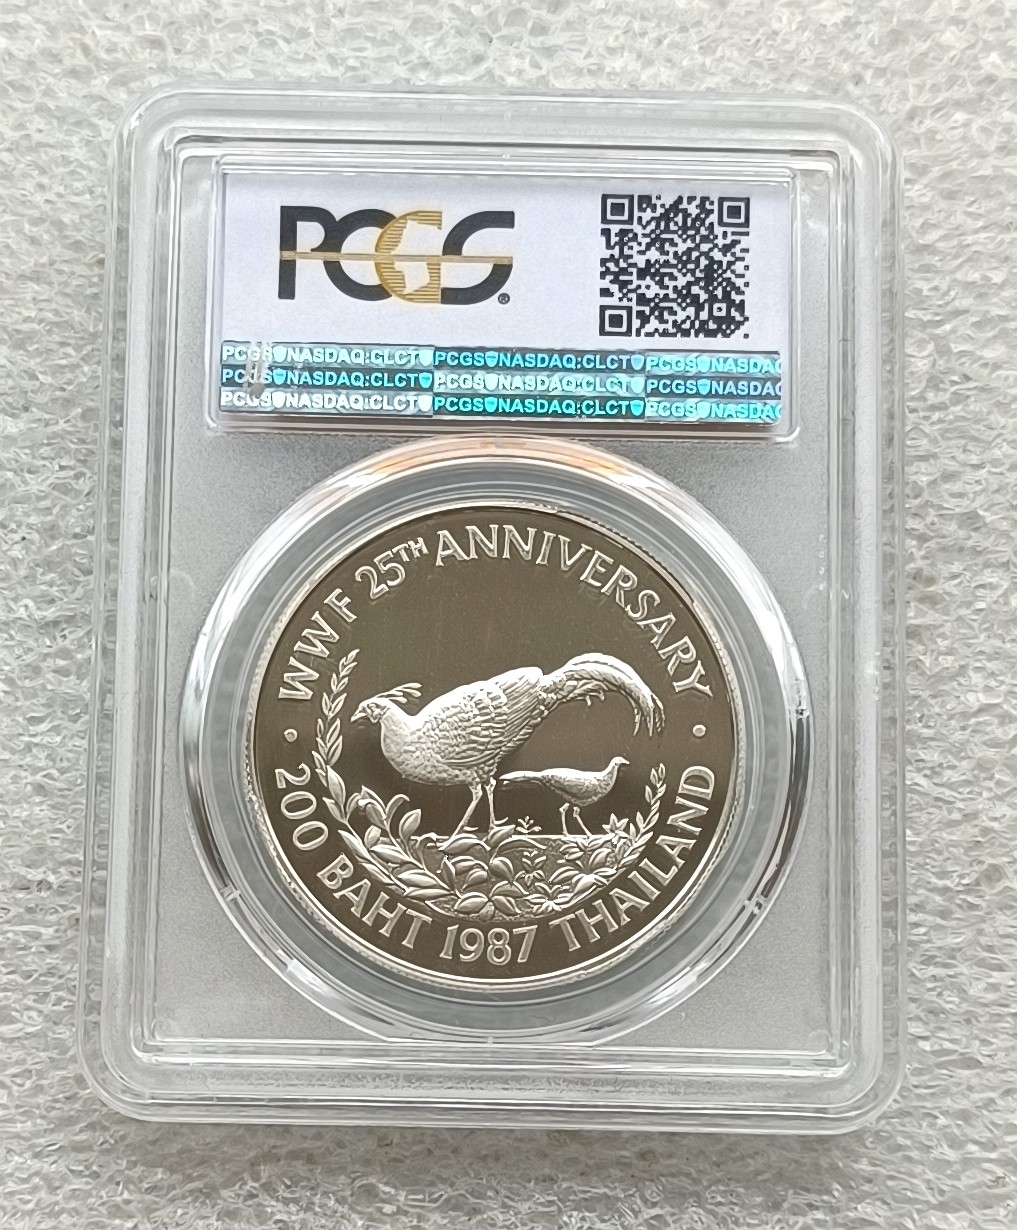 PCGS®
PCGS NASDAQ:CLCT PCGS NASDAQ:CLCT PCGS NASDAQ
PCGS NASDAQ:CLCT PCGS NASDAQ:CLCT PCGS NASDAQ
PCGS NASDAQ:CLCT PCGS NASDAQ:CLCT PCGS NASDAQ
WWF 25TH ANNIVERSARY
200 BAHT 1987 THAILAND